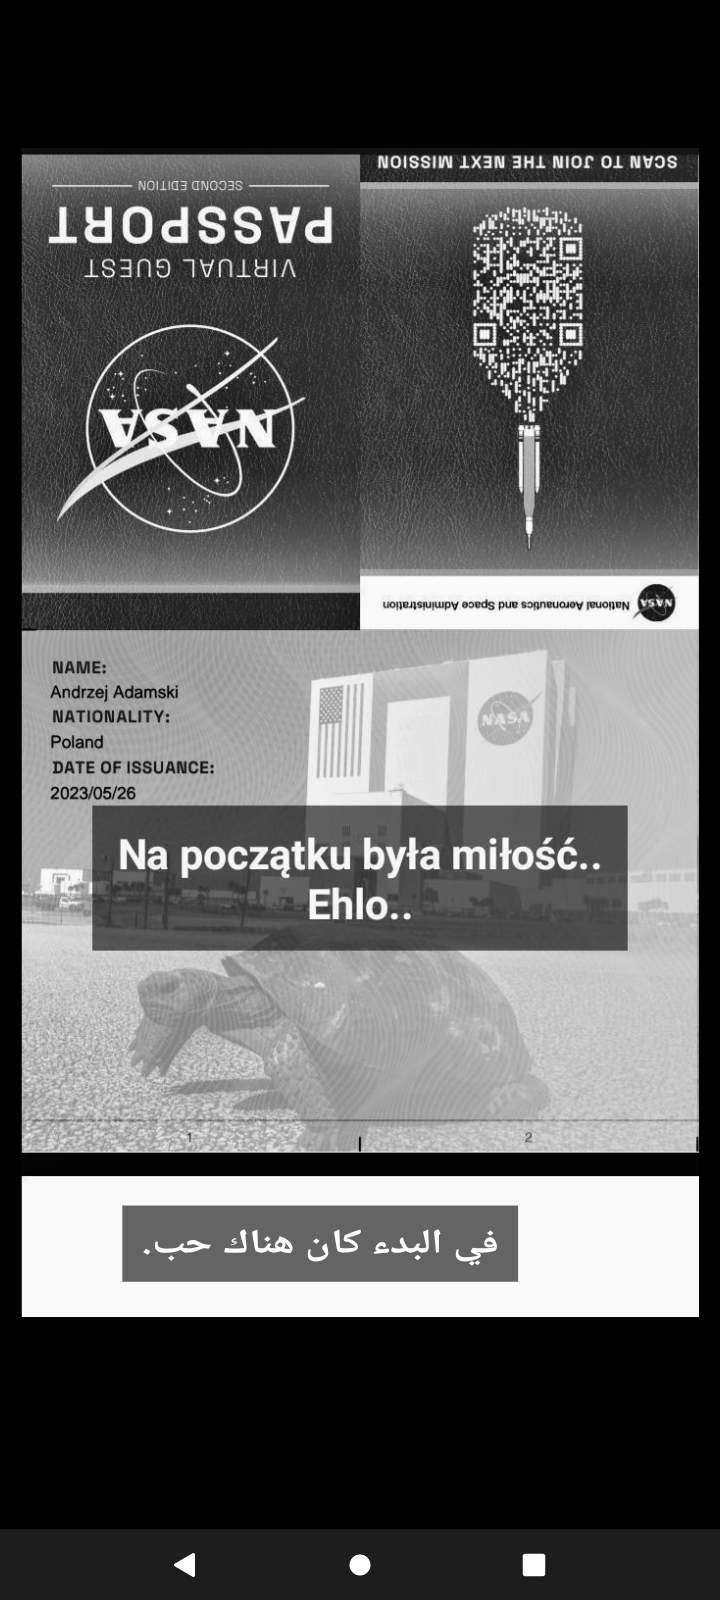 SECOND EDITION
PASSPORT
VIRTUAL GUEST
NASA
SCAN TO JOIN THE NEXT MISSION
National Aeronautics and Space Administration
NASA
NAME:
Andrzej Adamski
NATIONALITY:
Poland
DATE OF ISSUANCE:
2023/05/26
NASA
Na początku była miłość..
Ehlo..
1
2
في البدء كان هناك حب.